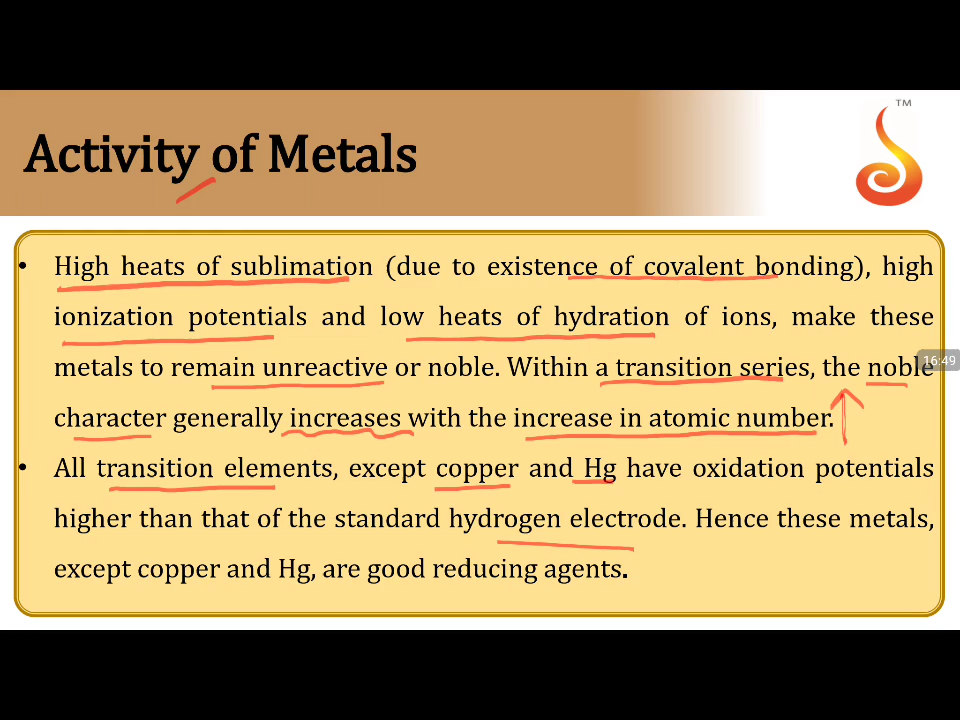 TM
Activity of Metals
• High heats of sublimation (due to existence of covalent bonding), high
ionization potentials and low heats of hydration of ions, make these
metals to remain unreactive or noble. Within a transition series, the noble
16:49
character generally increases with the increase in atomic number.
• All transition elements, except copper and Hg have oxidation potentials
higher than that of the standard hydrogen electrode. Hence these metals,
except copper and Hg, are good reducing agents.